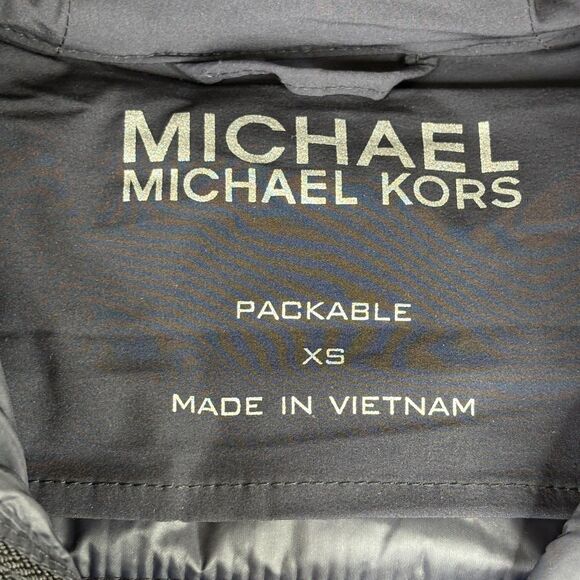 MICHAEL
MICHAEL KORS
PACKABLE
XS
MADE IN VIETNAM